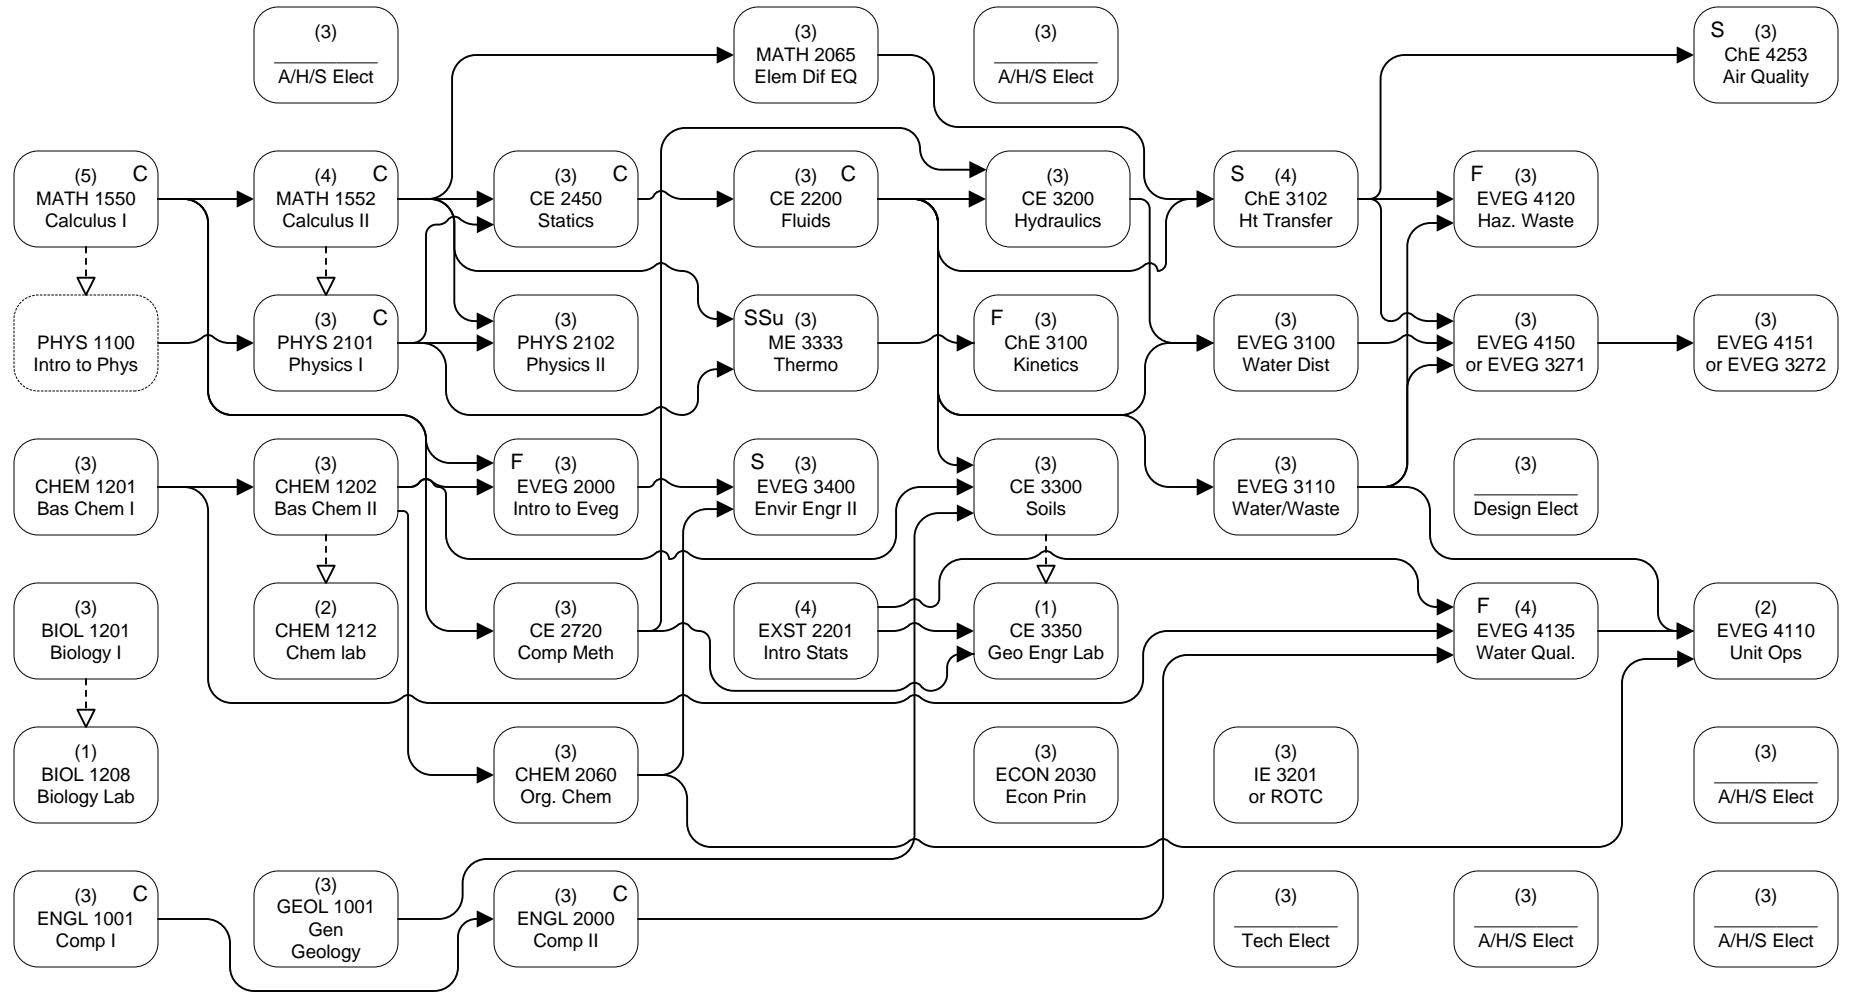 (3)
A/H/S Elect
(3)
MATH 2065
Elem Dif EQ
(3)
A/H/S Elect
S (3)
ChE 4253
Air Quality
(5) C
MATH 1550
Calculus I
(4) C
MATH 1552
Calculus II
(3) C
CE 2450
Statics
(3) C
CE 2200
Fluids
(3)
CE 3200
Hydraulics
S (4)
ChE 3102
Ht Transfer
F (3)
EVEG 4120
Haz. Waste
PHYS 1100
Intro to Phys
(3) C
PHYS 2101
Physics I
(3)
PHYS 2102
Physics II
SSu (3)
ME 3333
Thermo
F (3)
ChE 3100
Kinetics
(3)
EVEG 3100
Water Dist
(3)
EVEG 4150
or EVEG 3271
(3)
EVEG 4151
or EVEG 3272
(3)
CHEM 1201
Bas Chem I
(3)
CHEM 1202
Bas Chem II
F (3)
EVEG 2000
Intro to Eveg
S (3)
EVEG 3400
Envir Engr II
(3)
CE 3300
Soils
(3)
EVEG 3110
Water/Waste
(3)
Design Elect
(3)
BIOL 1201
Biology I
(2)
CHEM 1212
Chem lab
(3)
CE 2720
Comp Meth
(4)
EXST 2201
Intro Stats
(1)
CE 3350
Geo Engr Lab
F (4)
EVEG 4135
Water Qual.
(2)
EVEG 4110
Unit Ops
(1)
BIOL 1208
Biology Lab
(3)
CHEM 2060
Org. Chem
(3)
ECON 2030
Econ Prin
(3)
IE 3201
or ROTC
(3)
A/H/S Elect
(3) C
ENGL 1001
Comp I
(3)
GEOL 1001
Gen
Geology
(3) C
ENGL 2000
Comp II
(3)
Tech Elect
(3)
A/H/S Elect
(3)
A/H/S Elect